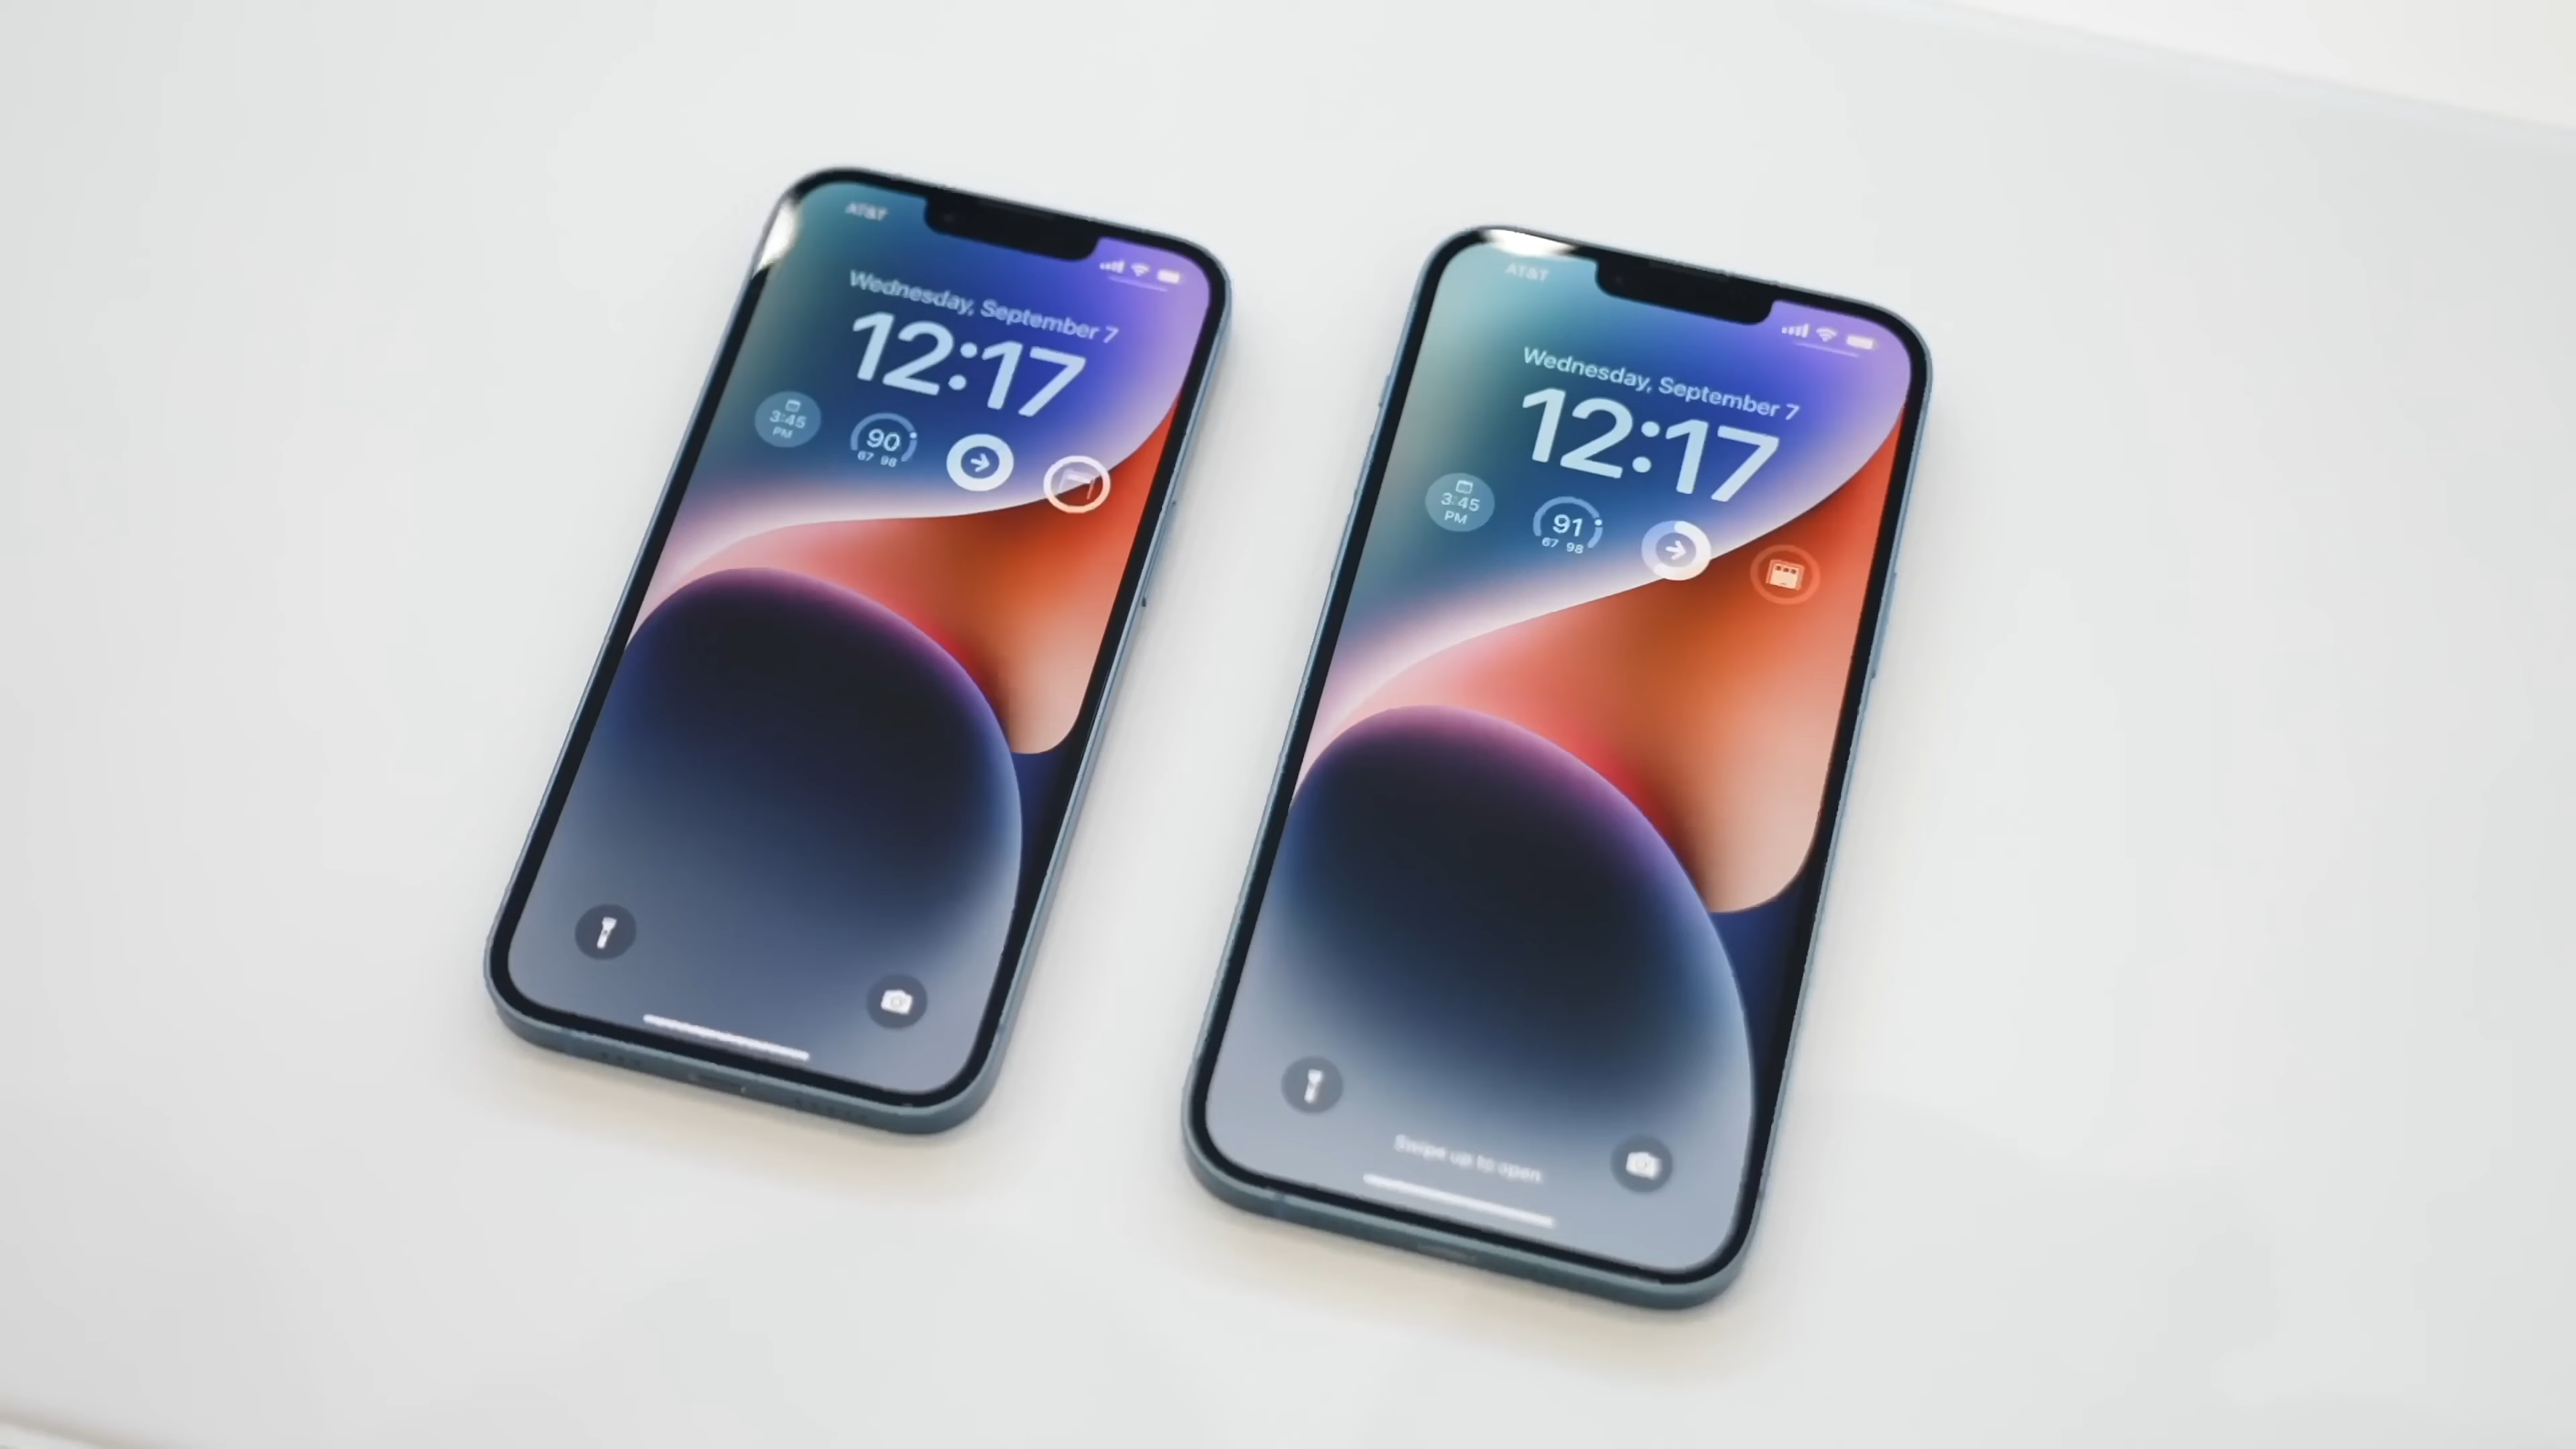 AT&T
Wednesday, September 7
12:17
3:45
PM
90
67 98
AT&T
Wednesday, September 7
12:17
3:45
PM
91
67 98
Swipe up to open